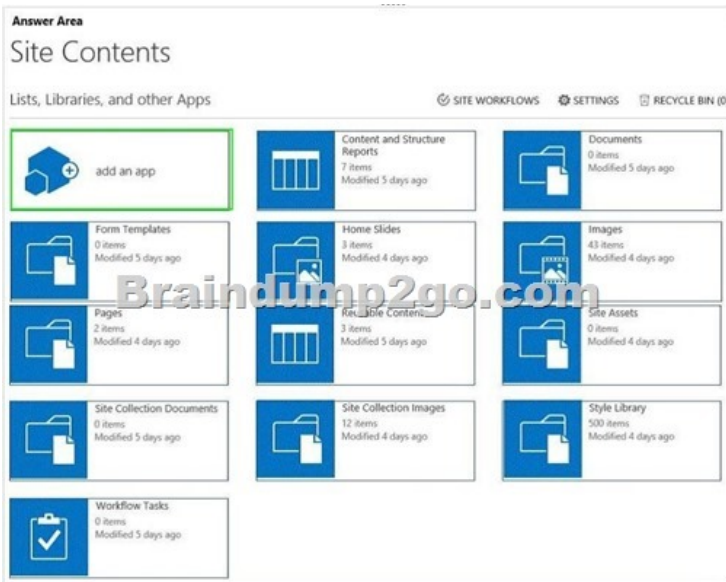 Answer Area
Site Contents
Lists, Libraries, and other Apps
SITE WORKFLOWS
SETTINGS
RECYCLE BIN (0
add an app
Content and Structure
Reports
7 items
Modified 5 days ago
Documents
0 items
Modified 5 days ago
Form Templates
0 items
Modified 5 days ago
Home Slides
3 items
Modified 4 days ago
Images
43 items
Modified 4 days ago
Braindump2go.com
Pages
2 items
Modified 4 days ago
Reusable Content
3 items
Modified 5 days ago
Site Assets
0 items
Modified 4 days ago
Site Collection Documents
0 items
Modified 5 days ago
Site Collection Images
12 items
Modified 4 days ago
Style Library
500 items
Modified 4 days ago
Workflow Tasks
0 items
Modified 5 days ago